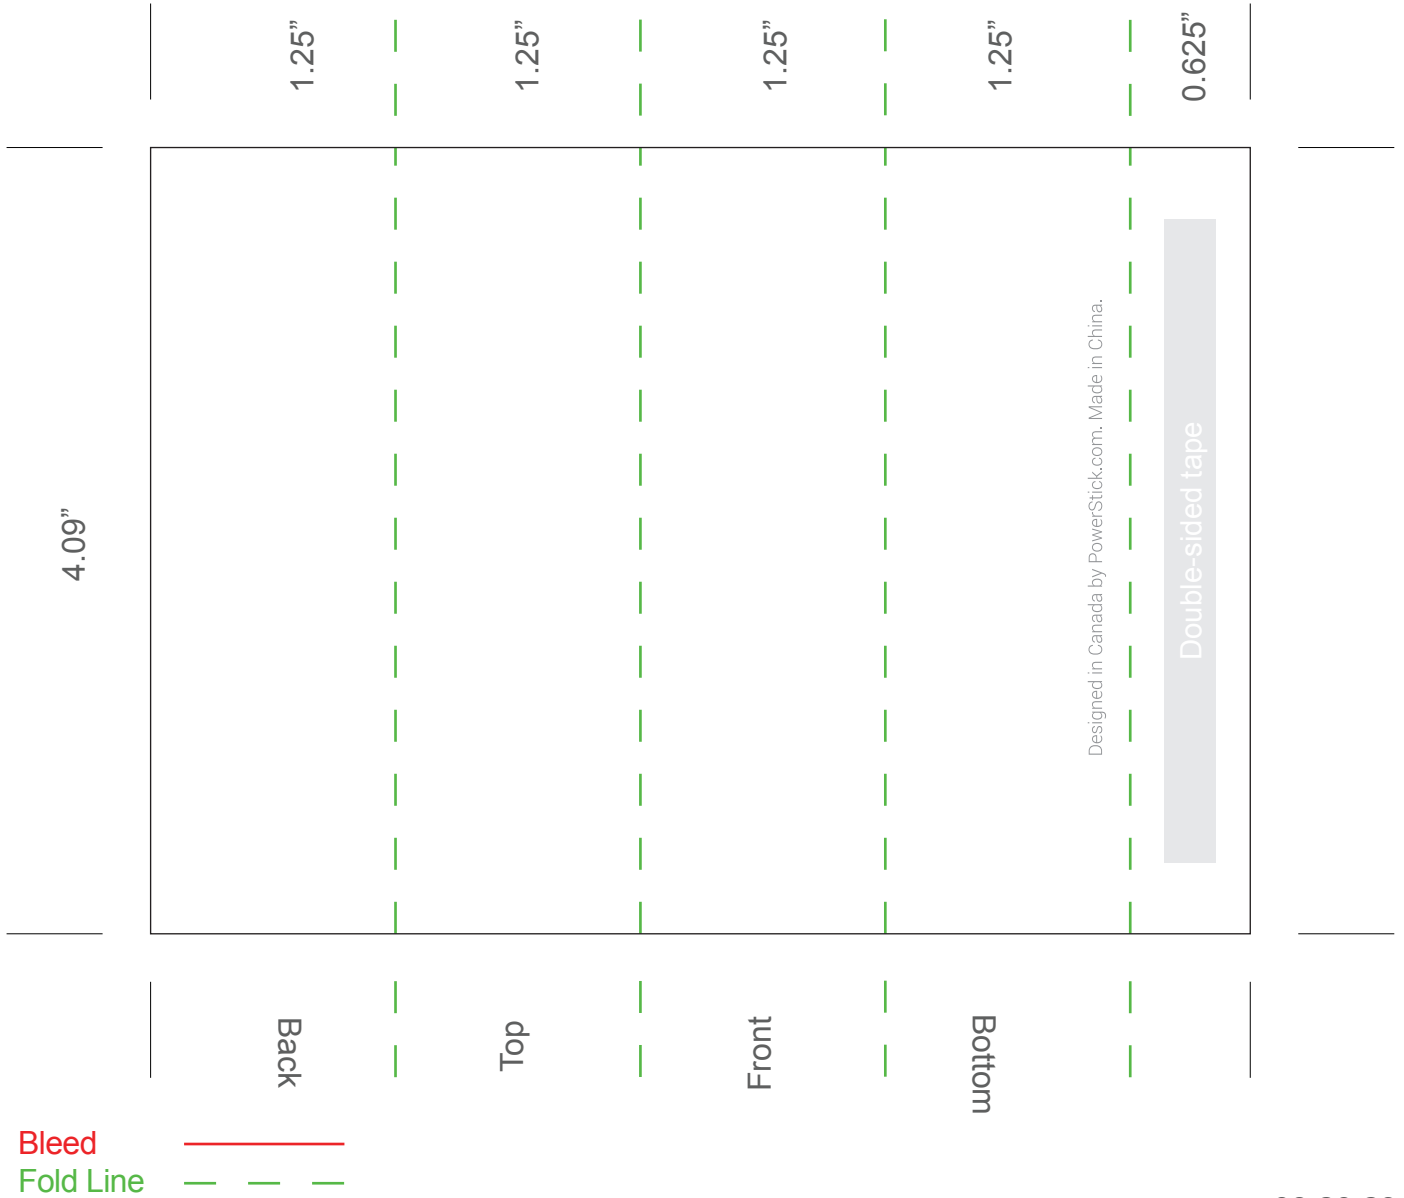 1.25”
1.25”
1.25”
1.25”
0.625”
4.09”
Designed in Canada by PowerStick.com. Made in China.
Double-sided tape
Back
Top
Front
Bottom
Bleed
Fold Line